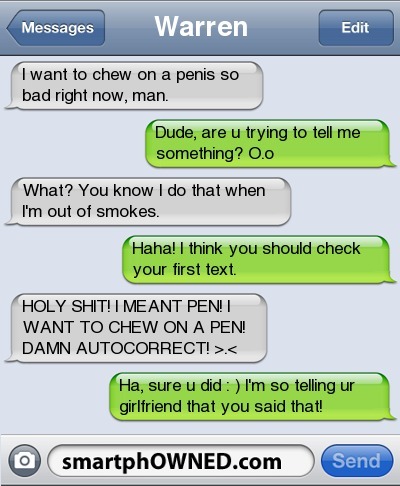 Messages
Warren
Edit
I want to chew on a penis so
bad right now, man.
Dude, are u trying to tell me
something? O.o
What? You know I do that when
I'm out of smokes.
Haha! I think you should check
your first text.
HOLY SHIT! I MEANT PEN! I
WANT TO CHEW ON A PEN!
DAMN AUTOCORRECT! >.<
Ha, sure u did : ) I'm so telling ur
girlfriend that you said that!
smartphOWNED.com
Send